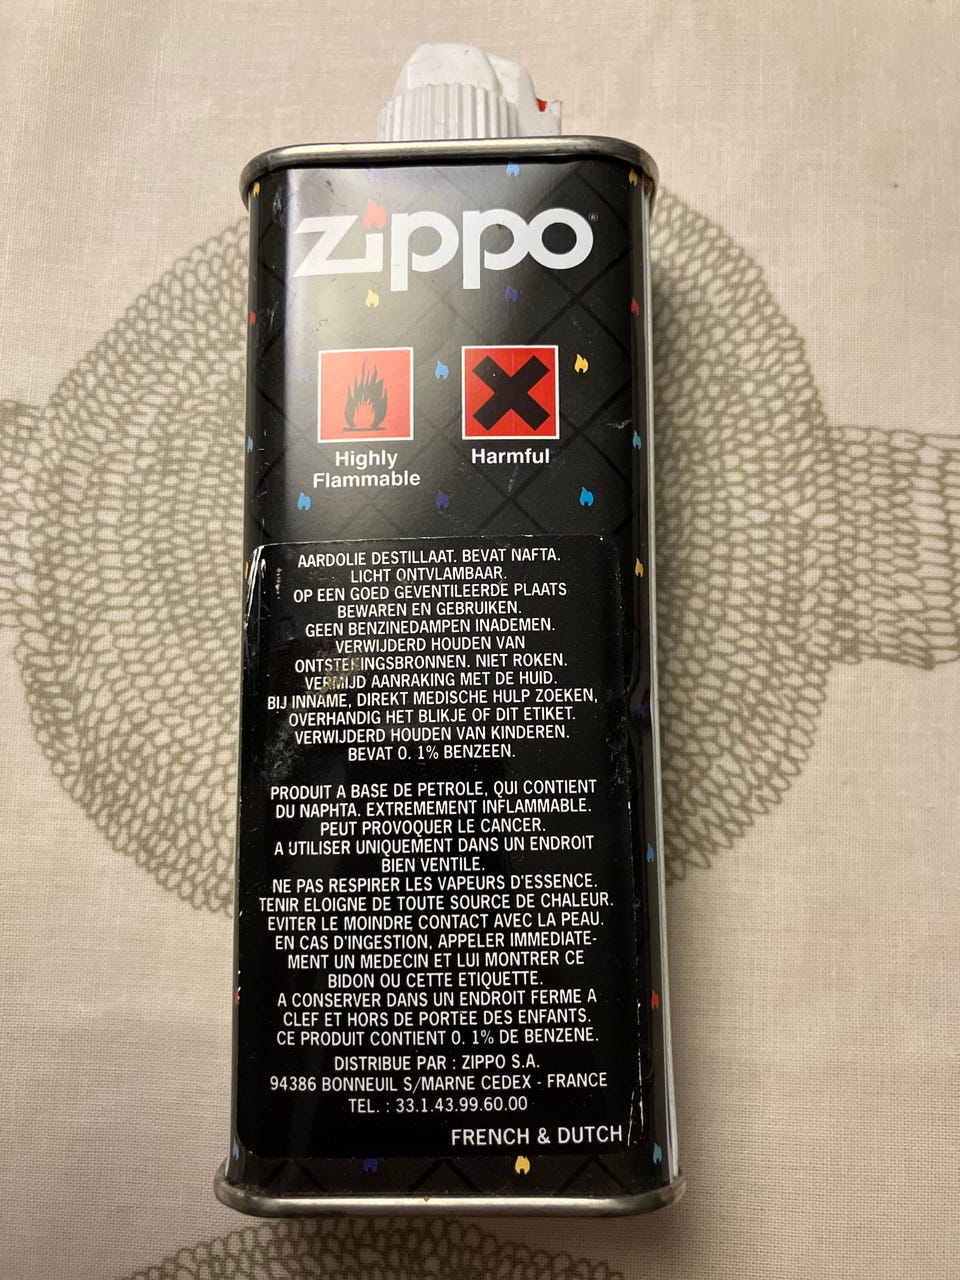 zippo®
Highly
Flammable
Harmful
AARDOLIE DESTILLAAT. BEVAT NAFTA.
LICHT ONTVLAMBAAR.
OP EEN GOED GEVENTILEERDE PLAATS
BEWAREN EN GEBRUIKEN.
GEEN BENZINEDAMPEN INADEMEN.
VERWIJDERD HOUDEN VAN
ONTSTEKINGSBRONNEN. NIET ROKEN.
VERMIJD AANRAKING MET DE HUID.
BIJ INNAME, DIREKT MEDISCHE HULP ZOEKEN,
OVERHANDIG HET BLIKJE OF DIT ETIKET.
VERWIJDERD HOUDEN VAN KINDEREN.
BEVAT 0. 1% BENZEEN.
PRODUIT A BASE DE PETROLE, QUI CONTIENT
DU NAPHTA. EXTREMEMENT INFLAMMABLE.
PEUT PROVOQUER LE CANCER.
A UTILISER UNIQUEMENT DANS UN ENDROIT
BIEN VENTILE.
NE PAS RESPIRER LES VAPEURS D'ESSENCE.
TENIR ELOIGNE DE TOUTE SOURCE DE CHALEUR.
EVITER LE MOINDRE CONTACT AVEC LA PEAU.
EN CAS D'INGESTION, APPELER IMMEDIATE-
MENT UN MEDECIN ET LUI MONTRER CE
BIDON OU CETTE ETIQUETTE.
A CONSERVER DANS UN ENDROIT FERME A
CLEF ET HORS DE PORTEE DES ENFANTS.
CE PRODUIT CONTIENT 0. 1% DE BENZENE.
DISTRIBUE PAR : ZIPPO S.A.
94386 BONNEUIL S/MARNE CEDEX - FRANCE
TEL. : 33.1.43.99.60.00
FRENCH & DUTCH